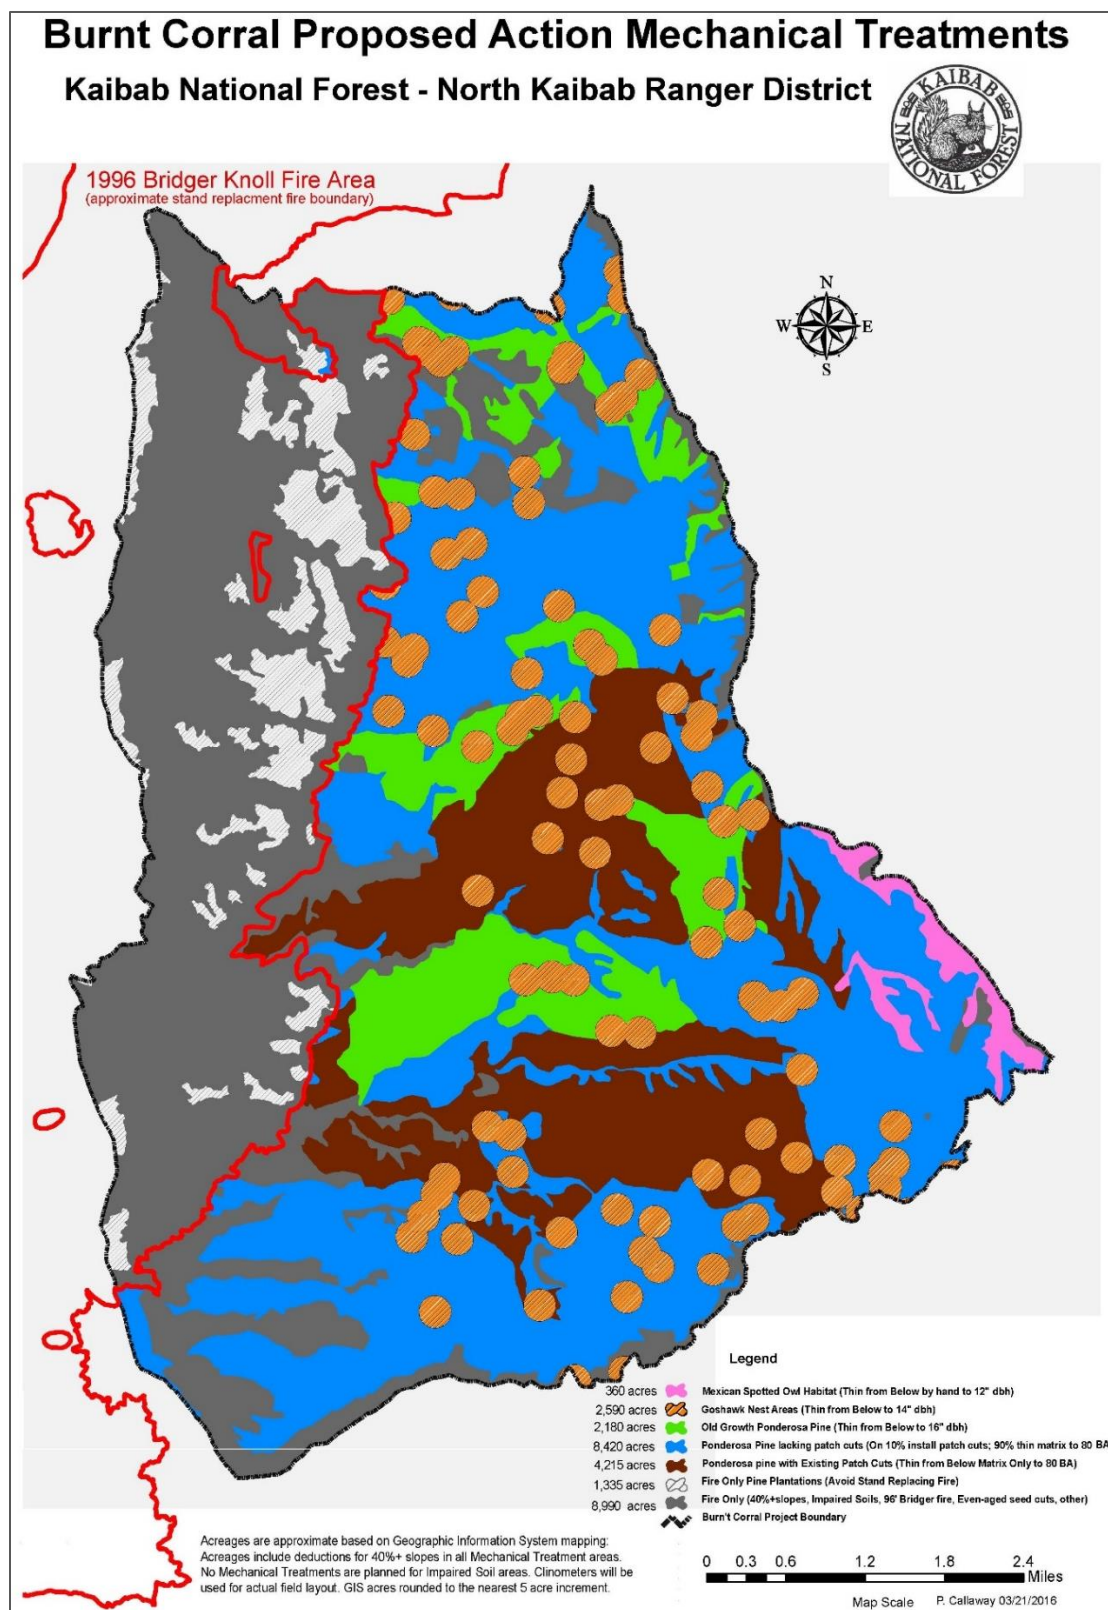 Burnt Corral Proposed Action Mechanical Treatments
Kaibab National Forest - North Kaibab Ranger District
KAIBAB
NATIONAL FOREST
1996 Bridger Knoll Fire Area
(approximate stand replacment fire boundary)
N
W E
S
Legend
360 acres Mexican Spotted Owl Habitat (Thin from Below by hand to 12" dbh)
2,590 acres Goshawk Nest Areas (Thin from Below to 14" dbh)
2,180 acres Old Growth Ponderosa Pine (Thin from Below to 16" dbh)
8,420 acres Ponderosa Pine lacking patch cuts (On 10% install patch cuts; 90% thin matrix to 80 BA
4,215 acres Ponderosa pine with Existing Patch Cuts (Thin from Below Matrix Only to 80 BA)
1,335 acres Fire Only Pine Plantations (Avoid Stand Replacing Fire)
8,990 acres Fire Only (40%+slopes, Impaired Soils, 96' Bridger fire, Even-aged seed cuts, other)
Burn't Corral Project Boundary
Acreages are approximate based on Geographic Information System mapping:
Acreages include deductions for 40%+ slopes in all Mechanical Treatment areas.
No Mechanical Treatments are planned for Impaired Soil areas. Clinometers will
be used for actual field layout. GIS acres rounded to the nearest 5 acre increment.
0 0.3 0.6 1.2 1.8 2.4
Miles
Map Scale P. Callaway 03/21/2016